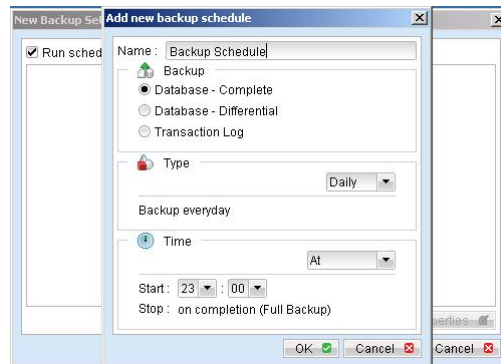 New Backup Se
Add new backup schedule
Run sched
Name : Backup Schedule
Backup
Database - Complete
Database - Differential
Transaction Log
Type
Daily
Backup everyday
Time
At
Start : 23 : 00
Stop : on completion (Full Backup)
perties
OK Cancel Cancel